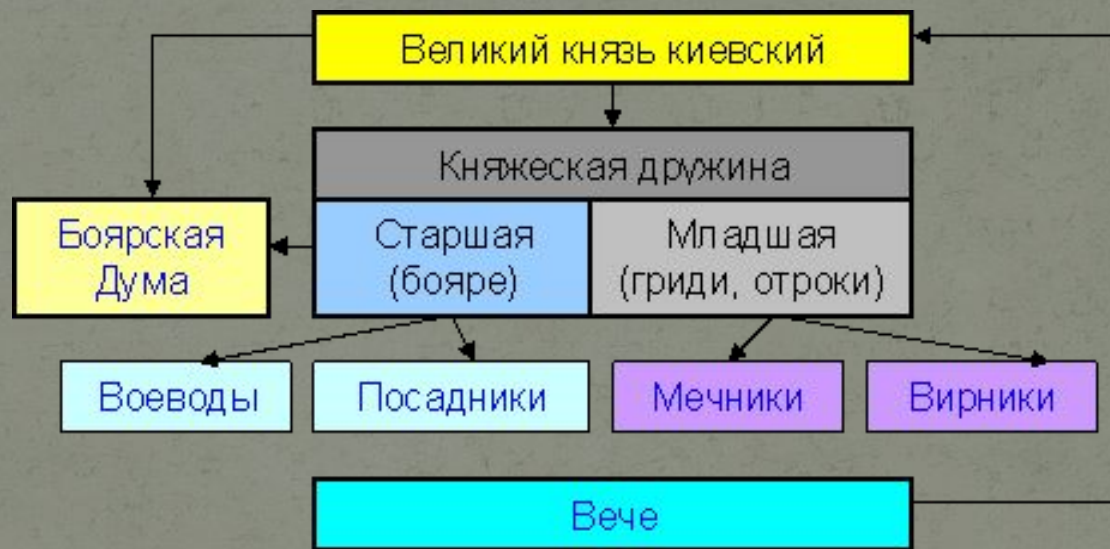 Великий князь киевский
Княжеская дружина
Боярская
Дума
Старшая
(бояре)
Младшая
(гриди, отроки)
Воеводы
Посадники
Мечники
Вирники
Вече